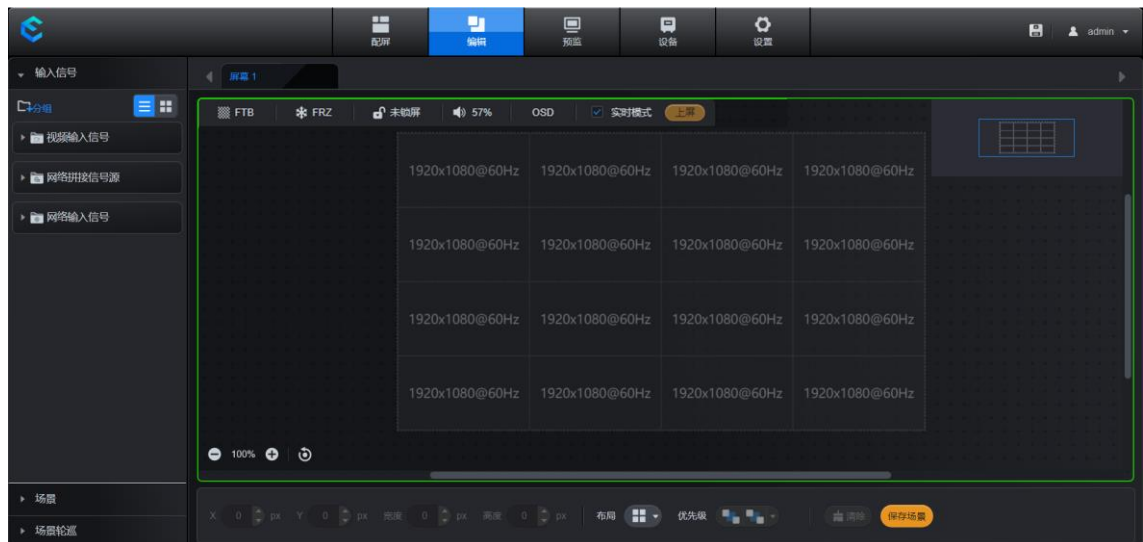 配屏 编辑 预监 设备 设置 admin
输入信号
屏幕 1
分组
FTB FRZ 未锁屏 57% OSD 实时模式 上屏
视频输入信号
网络拼接信号源
网络输入信号
1920x1080@60Hz 1920x1080@60Hz 1920x1080@60Hz 1920x1080@60Hz
1920x1080@60Hz 1920x1080@60Hz 1920x1080@60Hz 1920x1080@60Hz
1920x1080@60Hz 1920x1080@60Hz 1920x1080@60Hz 1920x1080@60Hz
1920x1080@60Hz 1920x1080@60Hz 1920x1080@60Hz 1920x1080@60Hz
100%
场景
X 0 px Y 0 px 宽度 0 px 高度 0 px 布局 优先级 清除 保存场景
场景轮巡